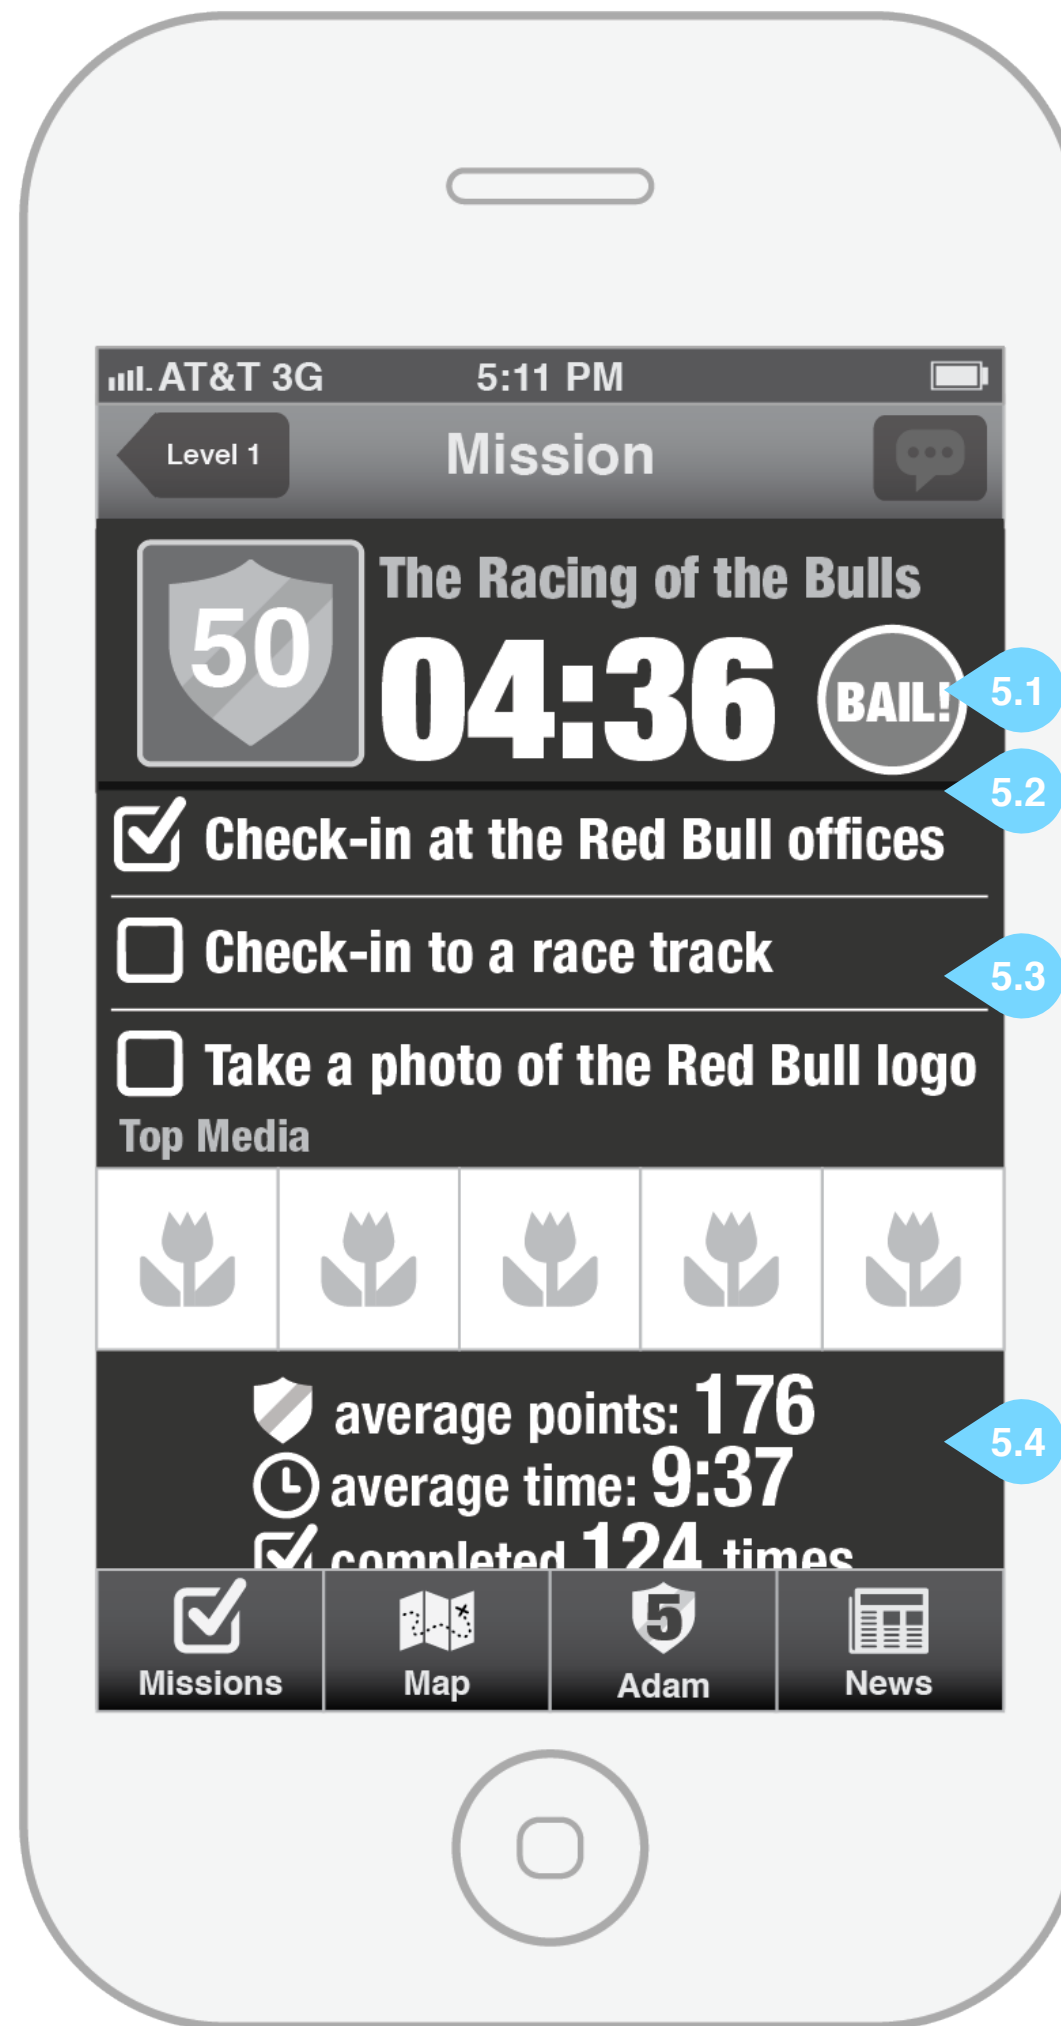 AT&T 3G 5:11 PM
Level 1 Mission
50
The Racing of the Bulls
04:36 BAIL! 5.1
5.2
Check-in at the Red Bull offices
Check-in to a race track 5.3
Take a photo of the Red Bull logo
Top Media
average points: 176 5.4
average time: 9:37
completed 124 times
5
Missions Map Adam News